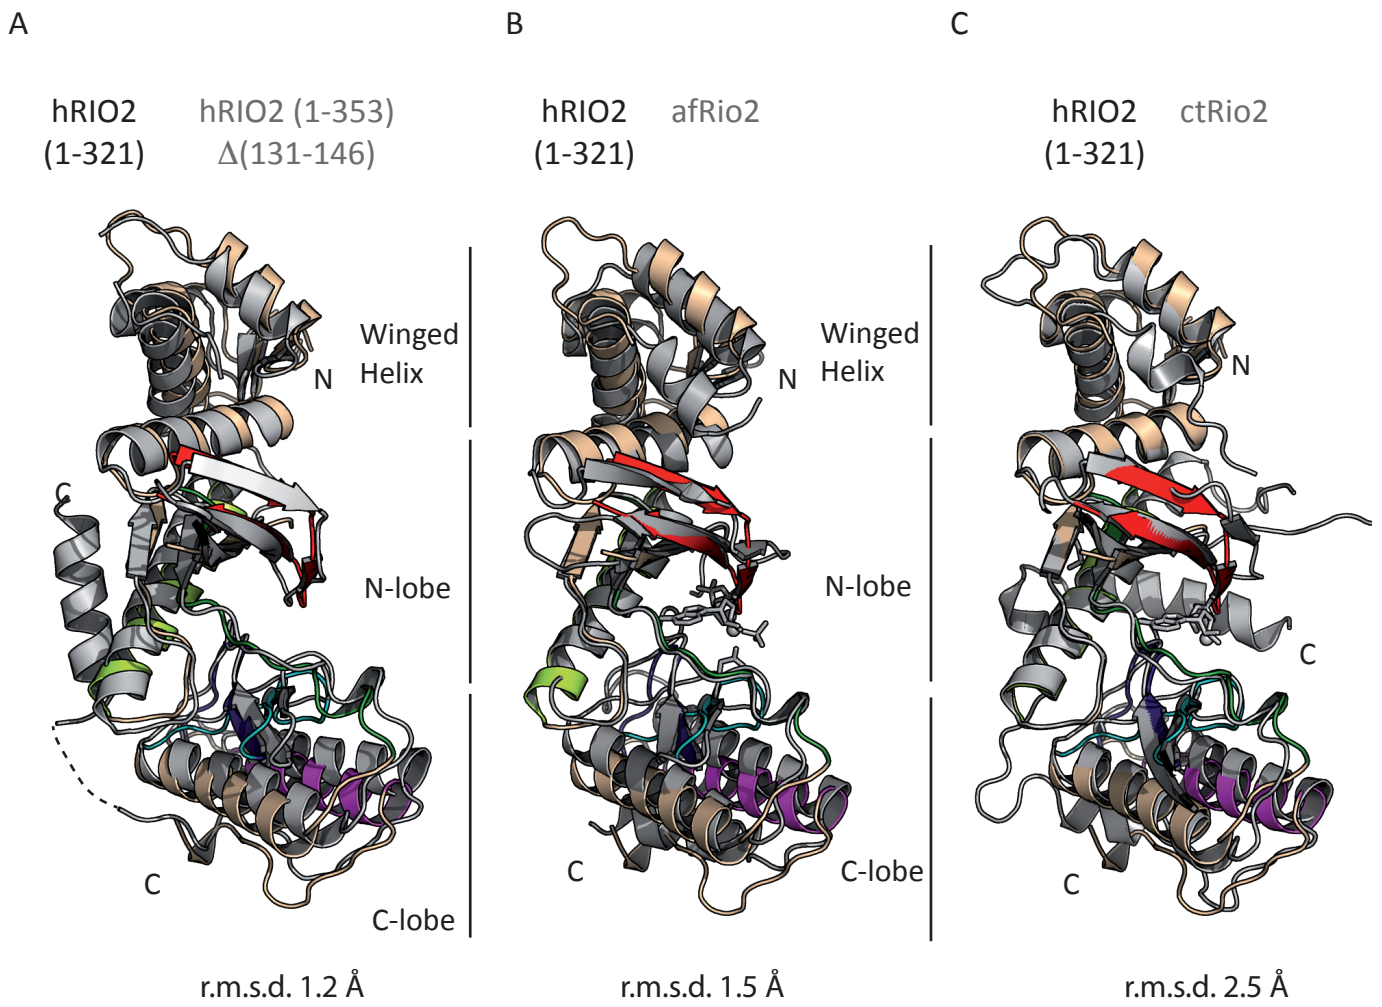 A
B
C
hRIO2
(1-321)
hRIO2 (1-353)
Δ(131-146)
hRIO2
(1-321)
afRio2
hRIO2
(1-321)
ctRio2
Winged
Helix
N
N-lobe
C
C
C-lobe
Winged
Helix
N
N-lobe
C
C-lobe
N
C
C
r.m.s.d. 1.2 Å
r.m.s.d. 1.5 Å
r.m.s.d. 2.5 Å